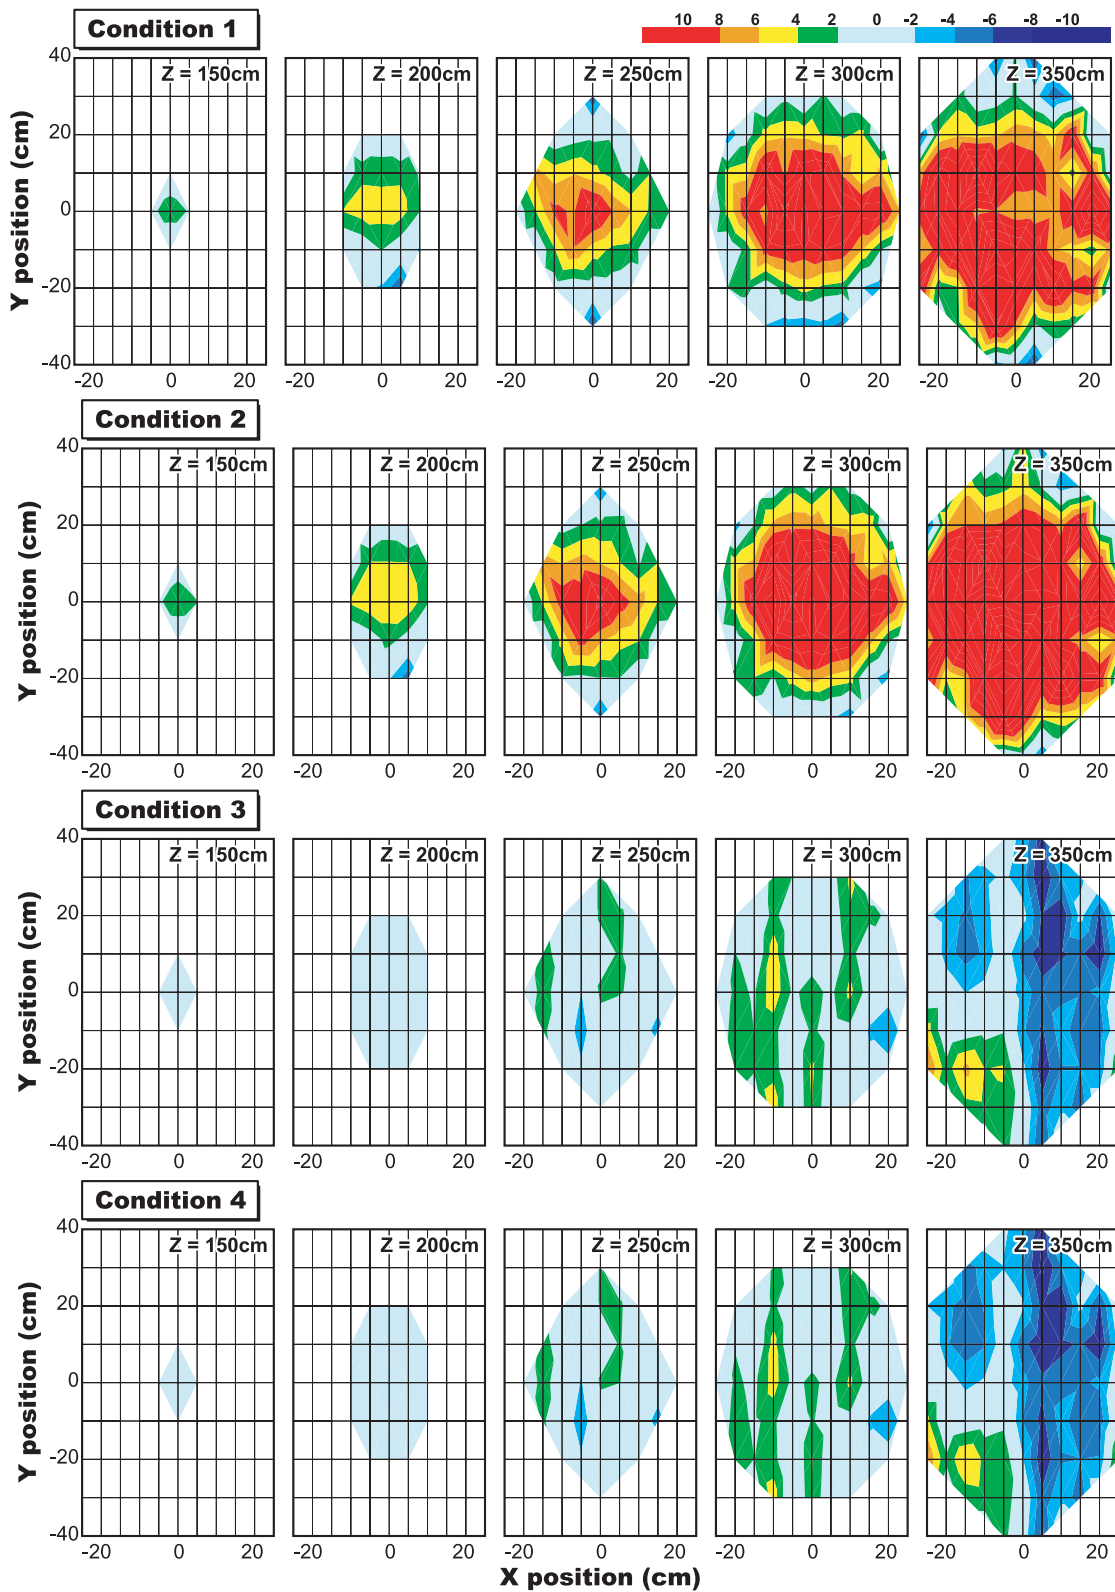 Condition 1
10 8 6 4 2 0 -2 -4 -6 -8 -10
Z = 150cm Z = 200cm Z = 250cm Z = 300cm Z = 350cm
Y position (cm)
40
20
0
-20
-40
-20 0 20 -20 0 20 -20 0 20 -20 0 20 -20 0 20
Condition 2
Z = 150cm Z = 200cm Z = 250cm Z = 300cm Z = 350cm
Y position (cm)
40
20
0
-20
-40
-20 0 20 -20 0 20 -20 0 20 -20 0 20 -20 0 20
Condition 3
Z = 150cm Z = 200cm Z = 250cm Z = 300cm Z = 350cm
Y position (cm)
40
20
0
-20
-40
-20 0 20 -20 0 20 -20 0 20 -20 0 20 -20 0 20
Condition 4
Z = 150cm Z = 200cm Z = 250cm Z = 300cm Z = 350cm
Y position (cm)
40
20
0
-20
-40
-20 0 20 -20 0 20 -20 0 20 -20 0 20 -20 0 20
X position (cm)